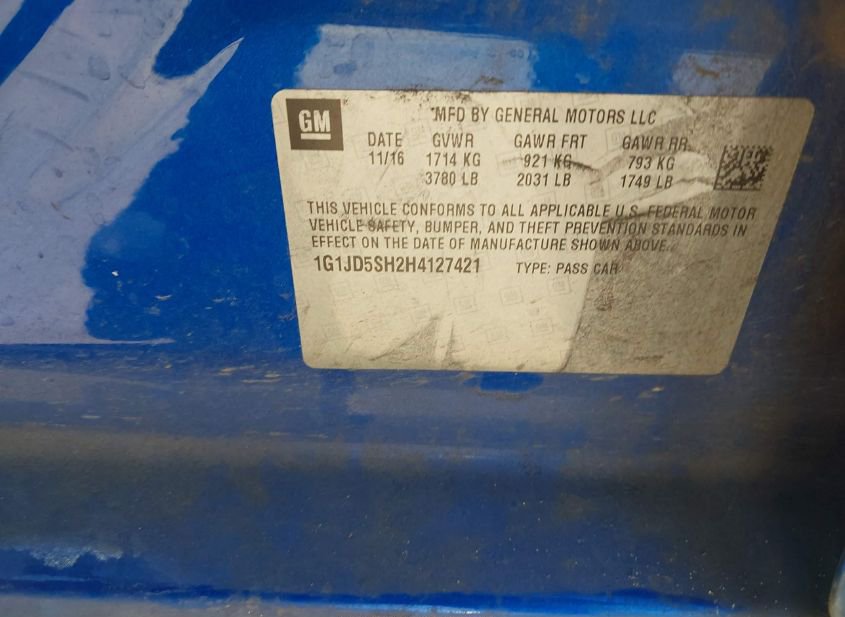 GM
MFD BY GENERAL MOTORS LLC
DATE GVWR GAWR FRT GAWR RR
11/16 1714 KG 921 KG 793 KG
3780 LB 2031 LB 1749 LB
THIS VEHICLE CONFORMS TO ALL APPLICABLE U.S. FEDERAL MOTOR
VEHICLE SAFETY, BUMPER, AND THEFT PREVENTION STANDARDS IN
EFFECT ON THE DATE OF MANUFACTURE SHOWN ABOVE.
1G1JD5SH2H4127421 TYPE: PASS CAR